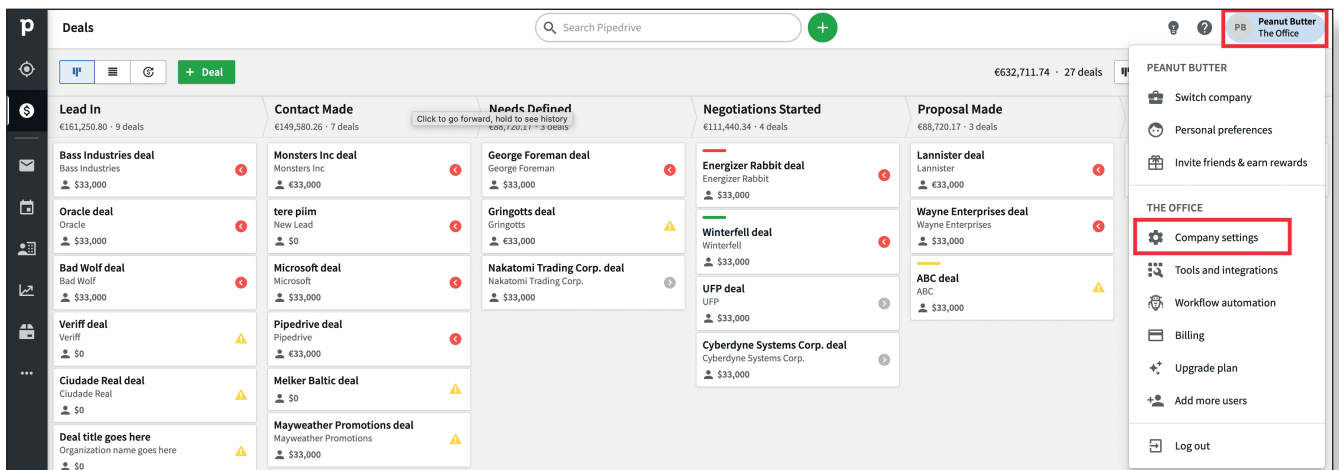 p
Deals
Search Pipedrive
PB
Peanut Butter
The Office
+ Deal
€632,711.74 · 27 deals
Lead In
€161,250.80 · 9 deals
Bass Industries deal
Bass Industries
$33,000
Oracle deal
Oracle
$33,000
Bad Wolf deal
Bad Wolf
$33,000
Veriff deal
Veriff
$0
Ciudade Real deal
Ciudade Real
$0
Deal title goes here
Organization name goes here
$0
Contact Made
€149,580.26 · 7 deals
Click to go forward, hold to see history
Monsters Inc deal
Monsters Inc
€33,000
tere piim
New Lead
$0
Microsoft deal
Microsoft
$33,000
Pipedrive deal
Pipedrive
€33,000
Melker Baltic deal
$0
Mayweather Promotions deal
Mayweather Promotions
$33,000
Needs Defined
€88,720.17 · 3 deals
George Foreman deal
George Foreman
$33,000
Gringotts deal
Gringotts
€33,000
Nakatomi Trading Corp. deal
Nakatomi Trading Corp.
$33,000
Negotiations Started
€111,440.34 · 4 deals
Energizer Rabbit deal
Energizer Rabbit
$33,000
Winterfell deal
Winterfell
$33,000
UFP deal
UFP
$33,000
Cyberdyne Systems Corp. deal
Cyberdyne Systems Corp.
$33,000
Proposal Made
€88,720.17 · 3 deals
Lannister deal
Lannister
€33,000
Wayne Enterprises deal
Wayne Enterprises
$33,000
ABC deal
ABC
$33,000
PEANUT BUTTER
Switch company
Personal preferences
Invite friends & earn rewards
THE OFFICE
Company settings
Tools and integrations
Workflow automation
Billing
Upgrade plan
Add more users
Log out